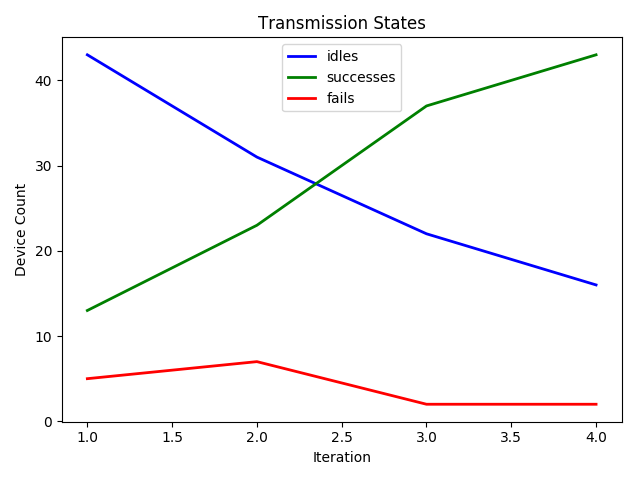 Transmission States
idles
successes
fails
Device Count
40
30
20
10
0
1.0 1.5 2.0 2.5 3.0 3.5 4.0
Iteration